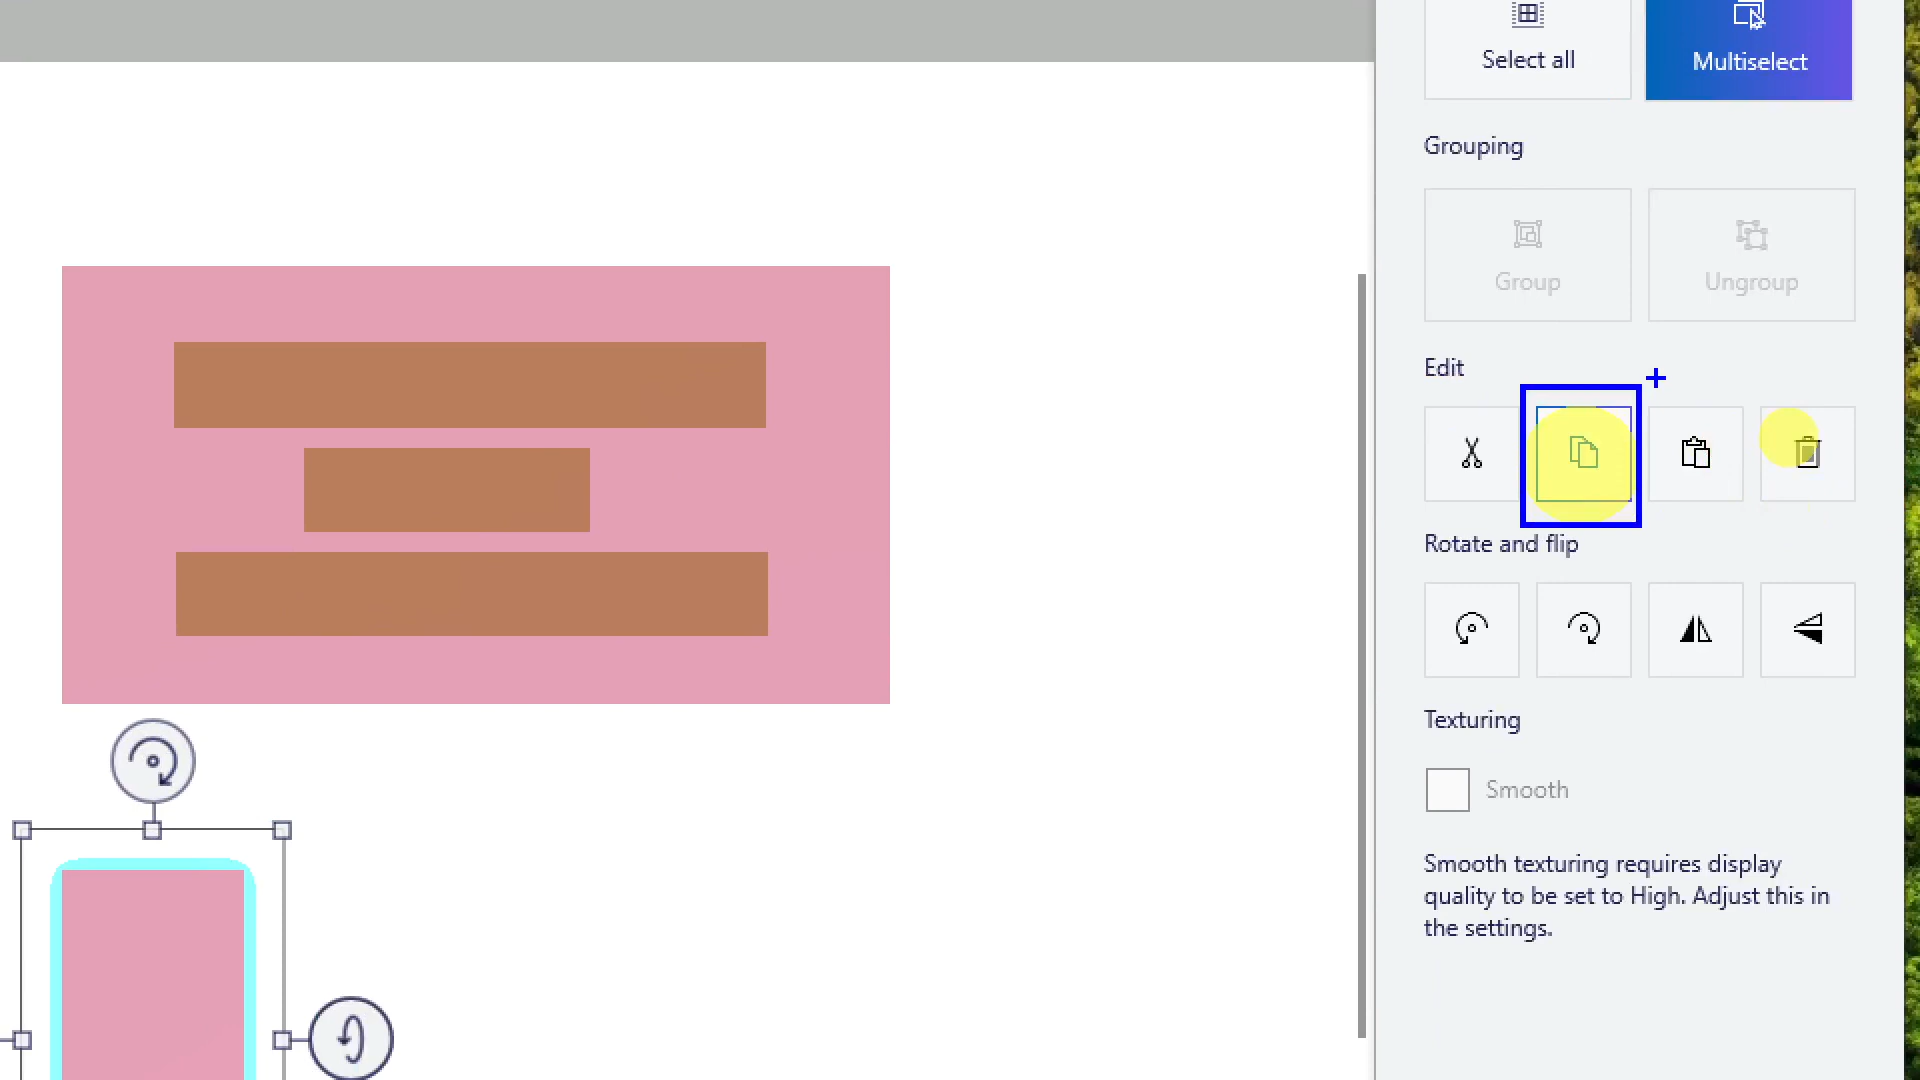 Select all
Multiselect
Grouping
Group
Ungroup
Edit
Rotate and flip
Texturing
Smooth
Smooth texturing requires display
quality to be set to High. Adjust this in
the settings.